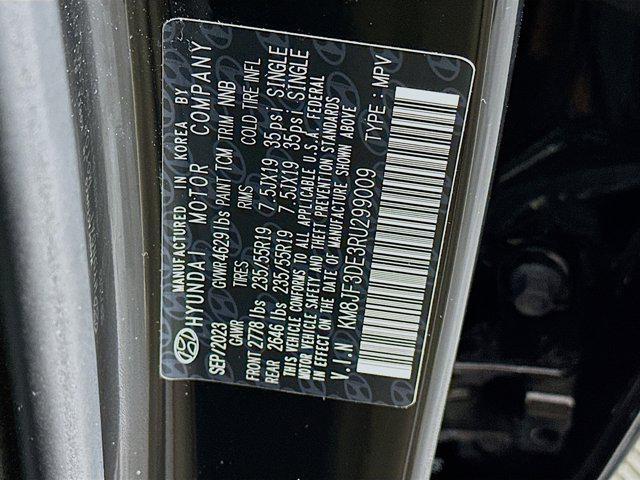 MANUFACTURED IN KOREA BY
HYUNDAI MOTOR COMPANY
SEP/2023 GVWR 4629 lbs PAINT TCM TRIM NNB
GAWR TIRES RIMS COLD TIRE INFL
FRONT 2778 lbs 235/55R19 7.5JX19 35psi SINGLE
REAR 2646 lbs 235/55R19 7.5JX19 35psi SINGLE
THIS VEHICLE CONFORMS TO ALL APPLICABLE U.S.A. FEDERAL
MOTOR VEHICLE SAFETY AND THEFT PREVENTION STANDARDS
IN EFFECT ON THE DATE OF MANUFACTURE SHOWN ABOVE
V.I.N KM8JF3DE3RU299009 TYPE : MPV